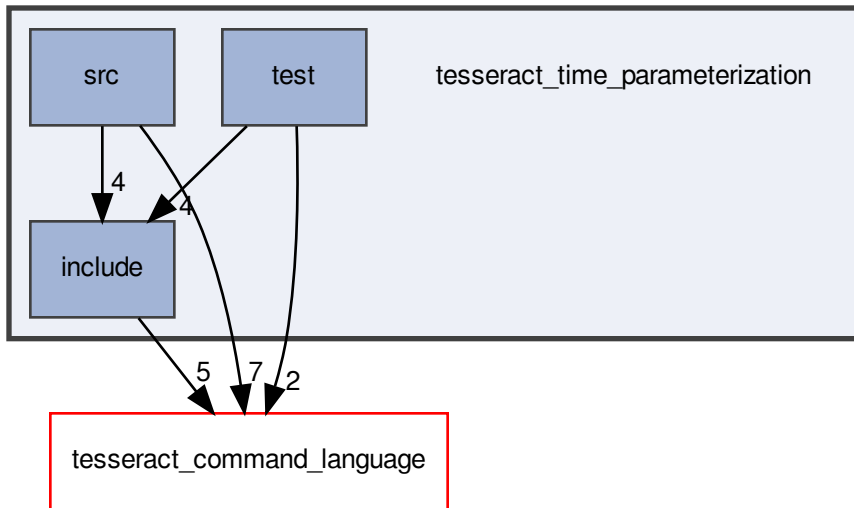 src
test
tesseract_time_parameterization
4
4
include
5
7
2
tesseract_command_language